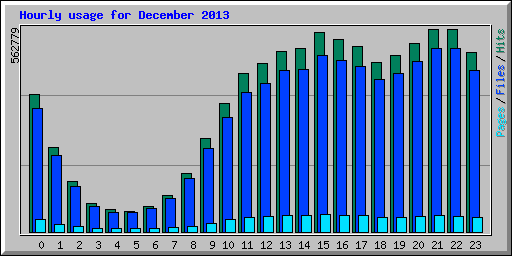 Hourly usage for December 2013
562779
Pages/Files/Hits
0 1 2 3 4 5 6 7 8 9 10 11 12 13 14 15 16 17 18 19 20 21 22 23